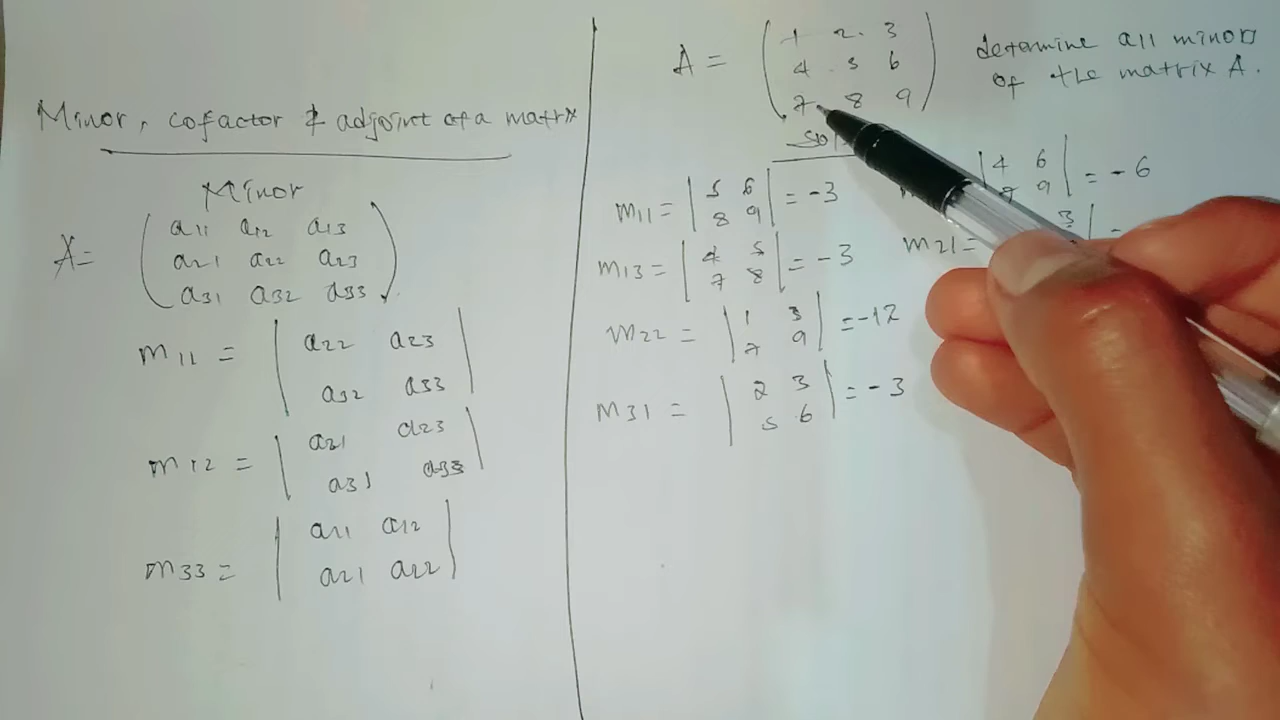 Minor, cofactor & adjoint of a matrix
Minor
A = ( a11 a12 a13
a21 a22 a23
a31 a32 a33 )
m11 = | a22 a23
a32 a33 |
m12 = | a21 a23
a31 a33 |
m33 = | a11 a12
a21 a22 |
A = ( 1 2 3
4 5 6
7 8 9 )
determine all minors
of the matrix A.
m11 = | 5 6
8 9 | = -3
| 4 6
9 | = -6
m13 = | 4 5
7 8 | = -3
m21 =
3 | =
m22 = | 1 3
7 9 | = -12
m31 = | 2 3
5 6 | = -3